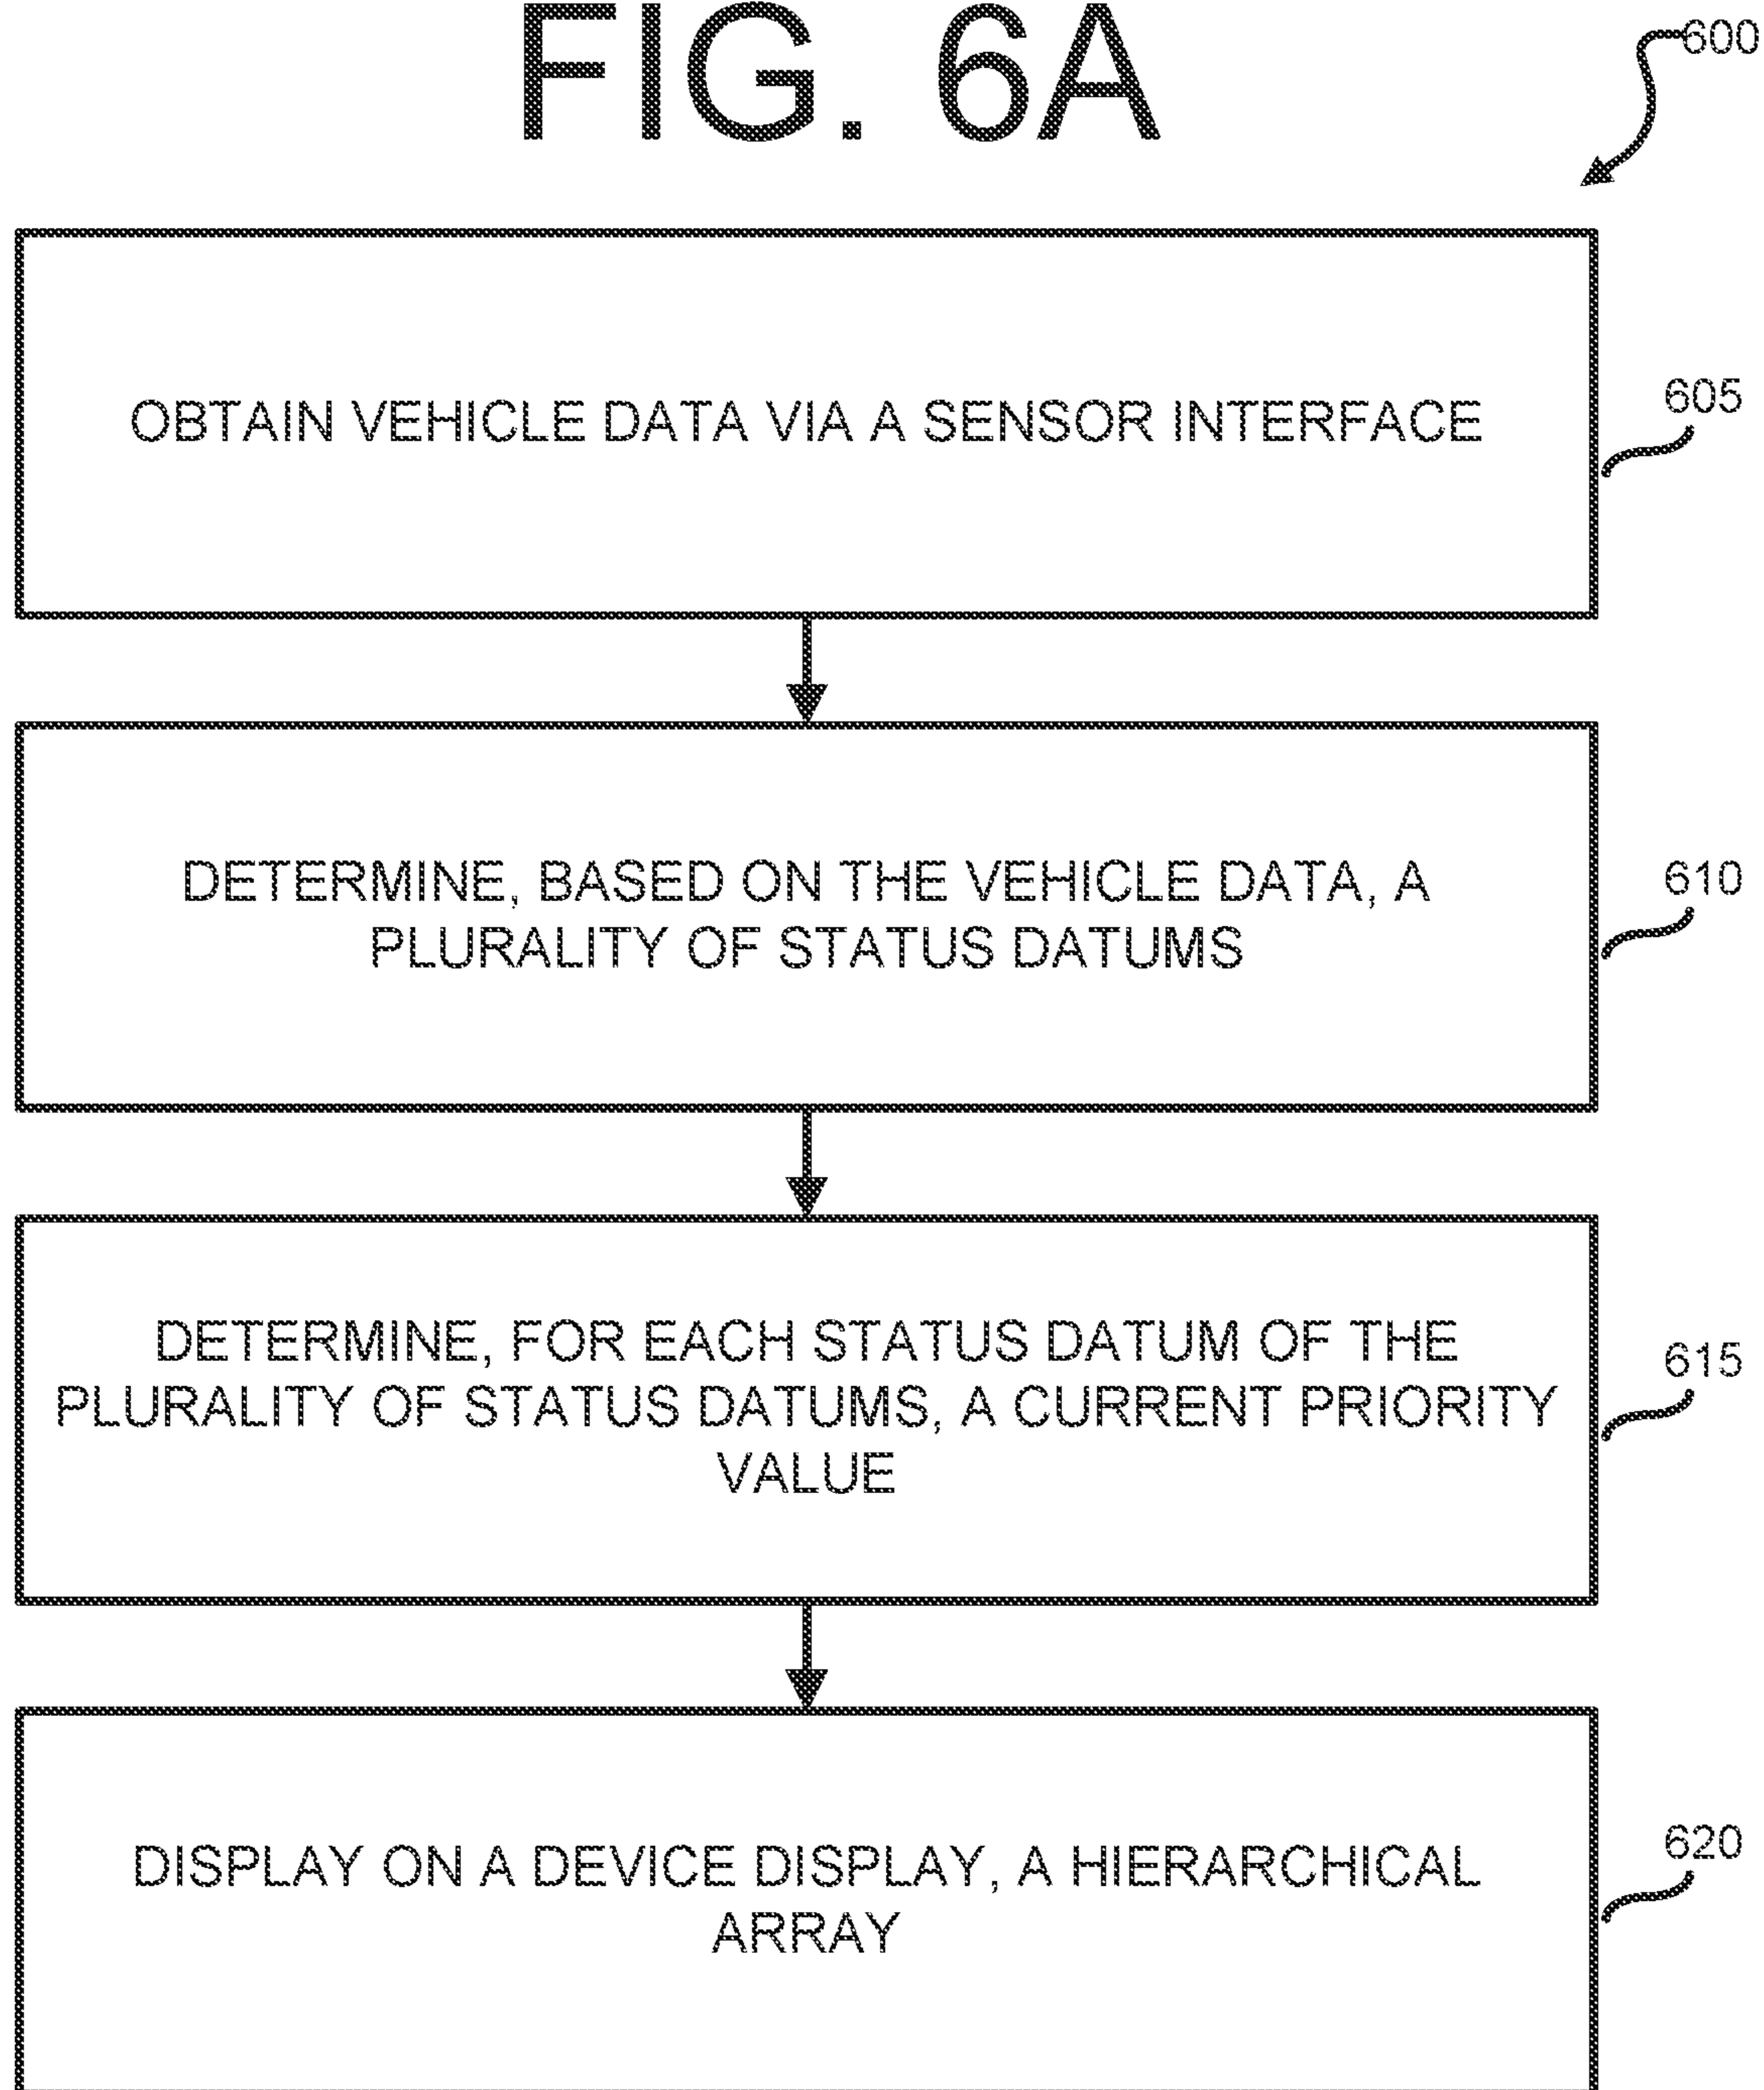 FIG. 6A
600
OBTAIN VEHICLE DATA VIA A SENSOR INTERFACE
605
DETERMINE, BASED ON THE VEHICLE DATA, A
PLURALITY OF STATUS DATUMS
610
DETERMINE, FOR EACH STATUS DATUM OF THE
PLURALITY OF STATUS DATUMS, A CURRENT PRIORITY
VALUE
615
DISPLAY ON A DEVICE DISPLAY, A HIERARCHICAL
ARRAY
620